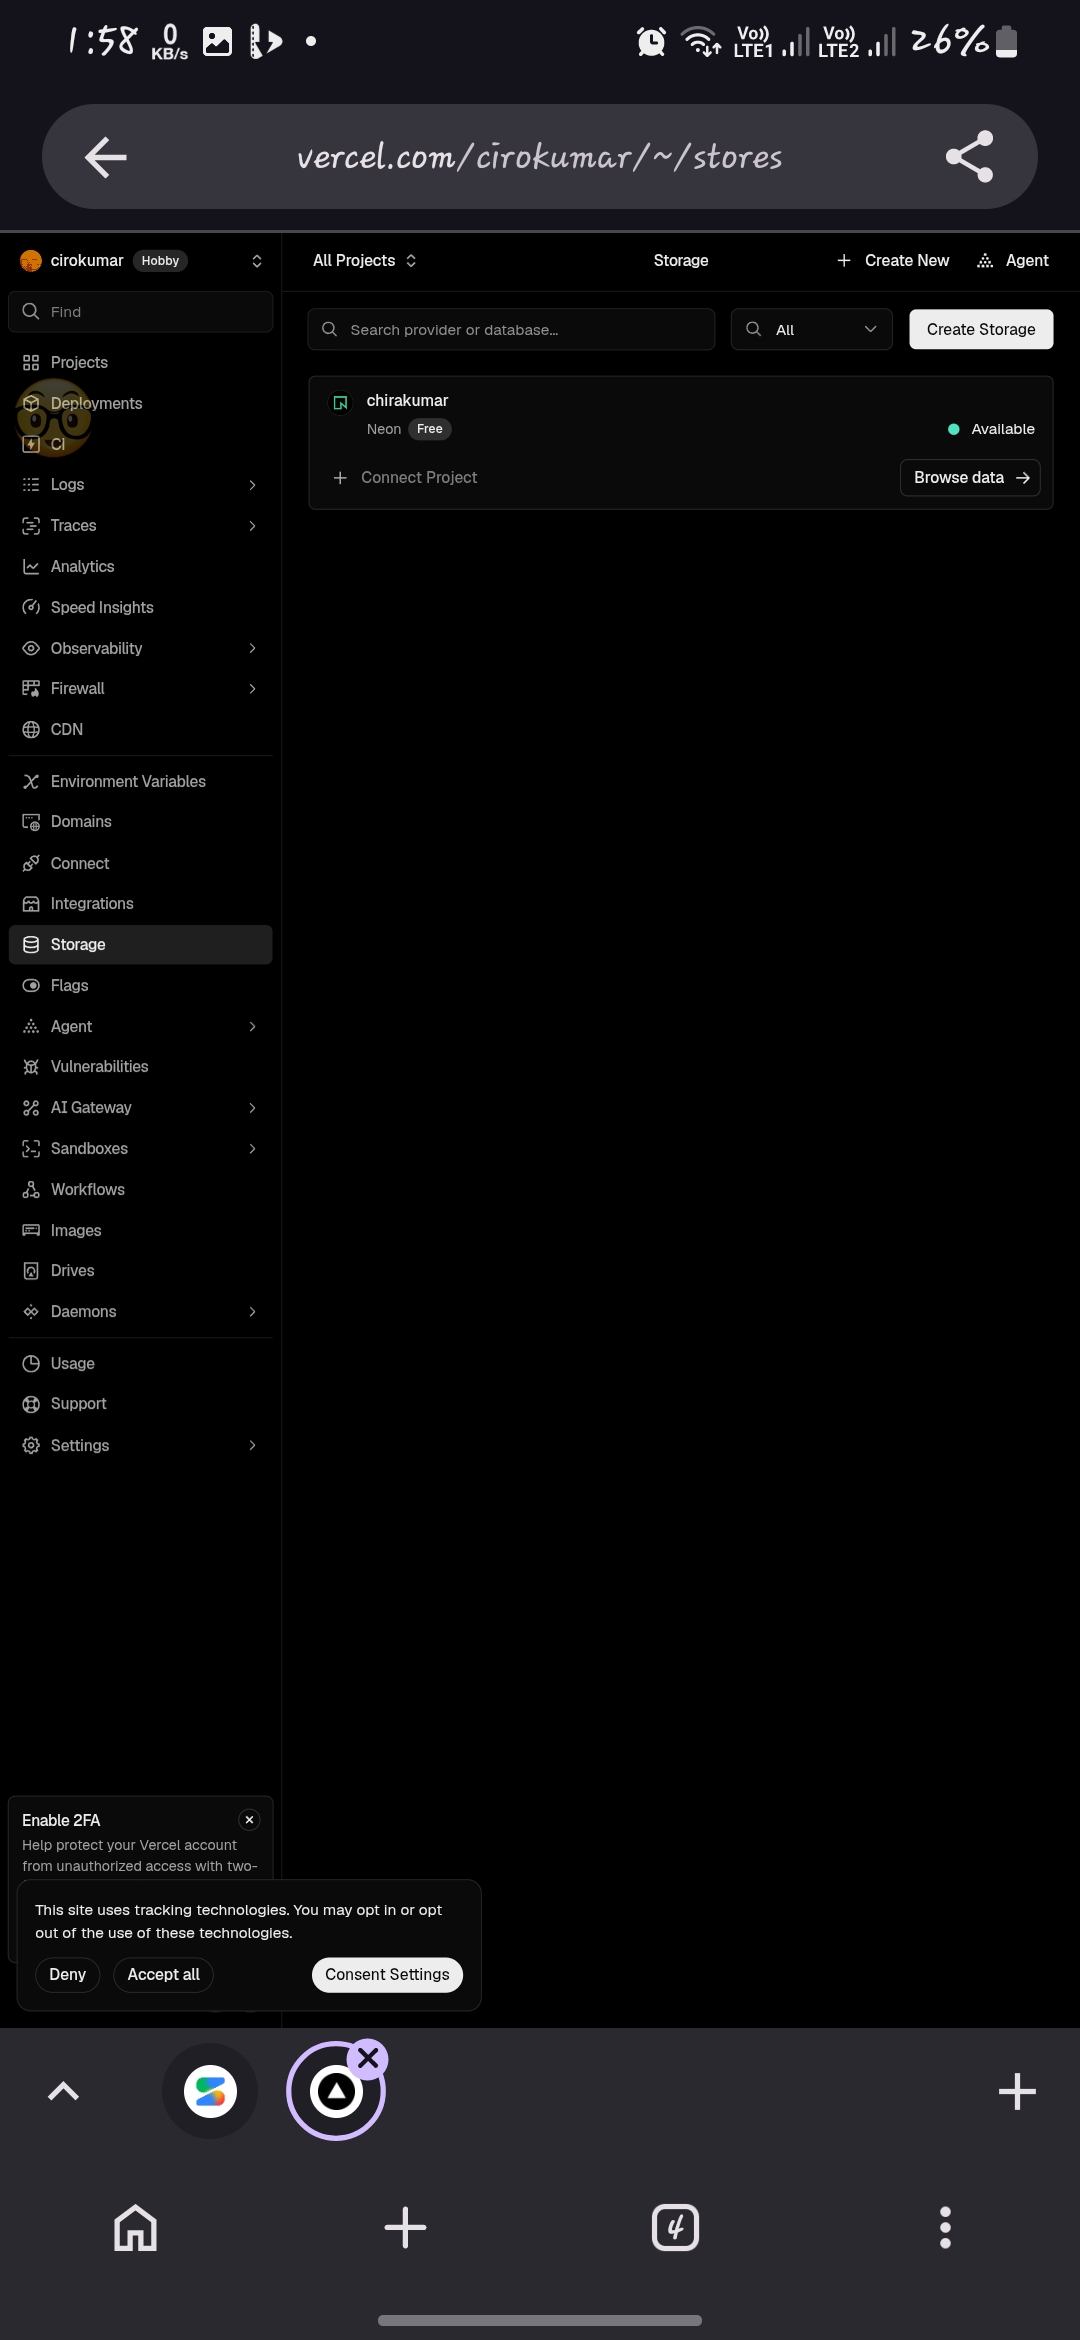 1:58
0
KB/s
Vo))
LTE1
Vo))
LTE2
26%
vercel.com/cirokumar/~/stores
cirokumar
Hobby
All Projects
Storage
Create New
Agent
Find
Search provider or database...
All
Create Storage
Projects
Deployments
CI
Logs
Traces
Analytics
Speed Insights
Observability
Firewall
CDN
chirakumar
Neon
Free
Available
Connect Project
Browse data
Environment Variables
Domains
Connect
Integrations
Storage
Flags
Agent
Vulnerabilities
AI Gateway
Sandboxes
Workflows
Images
Drives
Daemons
Usage
Support
Settings
Enable 2FA
Help protect your Vercel account
from unauthorized access with two-
This site uses tracking technologies. You may opt in or opt
out of the use of these technologies.
Deny
Accept all
Consent Settings
4